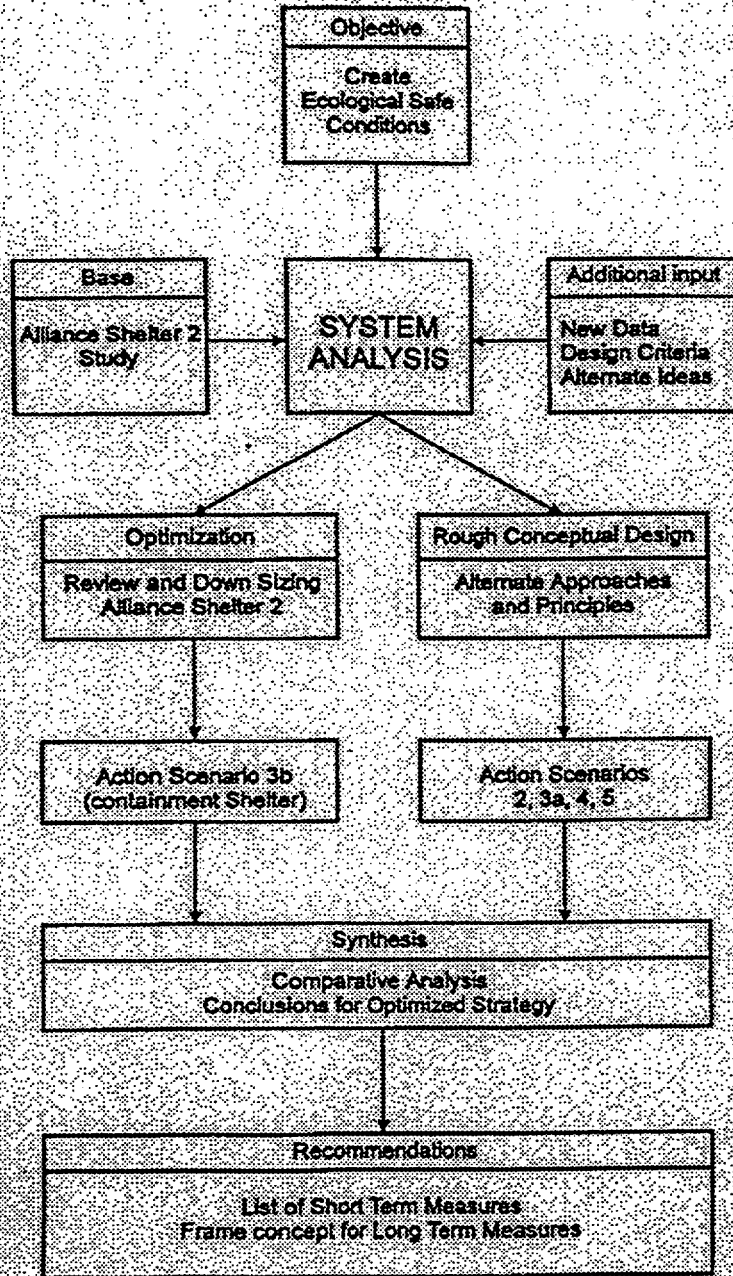 Objective
Create
Ecological Safe
Conditions
Base
Alliance Shelter 2
Study
SYSTEM
ANALYSIS
Additional input
New Data
Design Criteria
Alternate Ideas
Optimization
Review and Down Sizing
Alliance Shelter 2
Rough Conceptual Design
Alternate Approaches
and Principles
Action Scenario 3b
(containment Shelter)
Action Scenarios
2, 3a, 4, 5
Synthesis
Comparative Analysis
Conclusions for Optimized Strategy
Recommendations
List of Short Term Measures
Frame concept for Long Term Measures